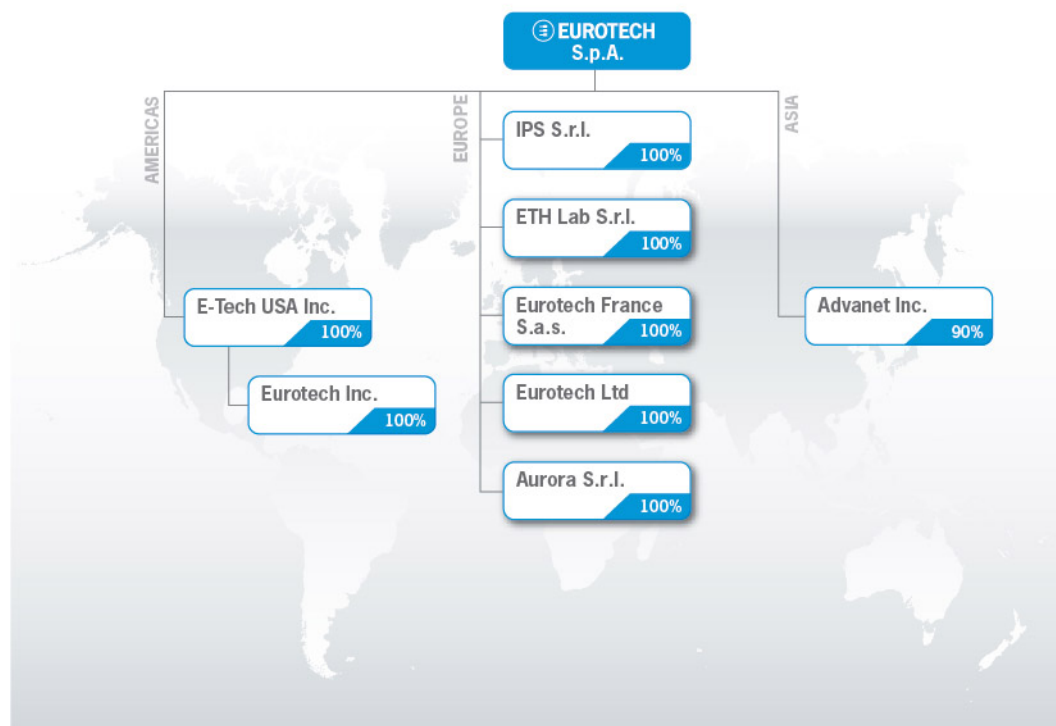 EUROTECH
S.p.A.
AMERICAS
EUROPE
ASIA
IPS S.r.l.
100%
ETH Lab S.r.l.
100%
E-Tech USA Inc.
100%
Eurotech France
S.a.s.
100%
Advanet Inc.
90%
Eurotech Inc.
100%
Eurotech Ltd
100%
Aurora S.r.l.
100%